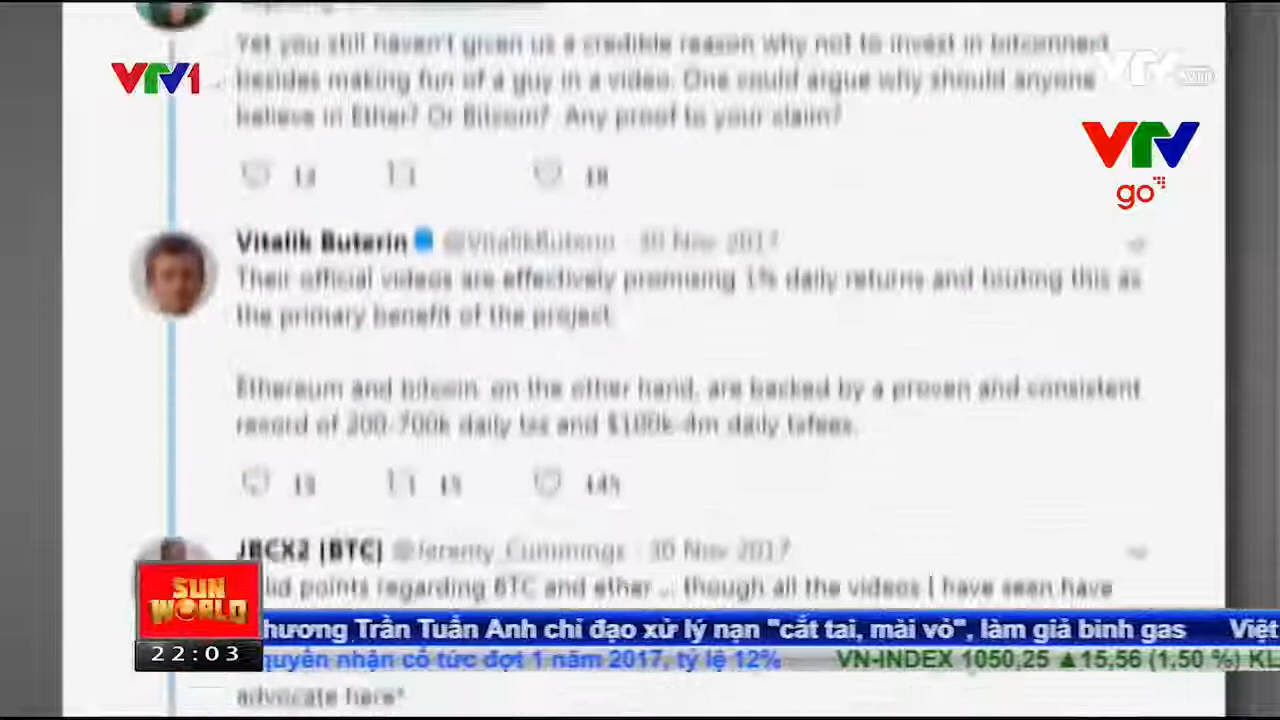 Yet you still haven't given us a credible reason why not to invest in bitconnect
besides making fun of a guy in a video. One could argue why should anyone
believe in Ether? Or Bitcoin? Any proof to your claim?
VTV1
VTV
VTV
go
18
Vitalik Buterin @VitalikButerin · 30 Nov 2017
Their official videos are effectively promising 1% daily returns and touting this as
the primary benefit of the project.
Ethereum and bitcoin, on the other hand, are backed by a proven and consistent
record of 200-700k daily txs and $100k-4m daily txfees.
145
JBCX2 (BTC) @Jeremy_Cummings · 30 Nov 2017
points regarding BTC and ether ... though all the videos I have seen have
SUN
WORLD
22:03
hương Trần Tuấn Anh chỉ đạo xử lý nạn "cắt tai, mài vỏ", làm giả bình gas Việt
quyền nhận cổ tức đợt 1 năm 2017, tỷ lệ 12% VN-INDEX 1050,25 ▲15,56 (1,50 %) KL
advocate here*